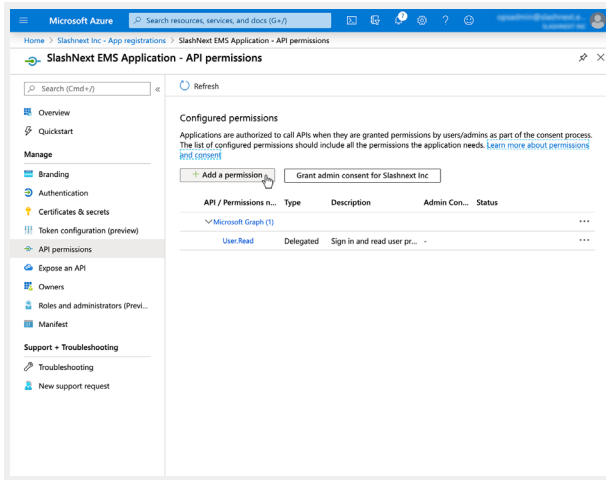 Microsoft Azure
Search resources, services, and docs (G+/)
Home > Slashnext Inc - App registrations > SlashNext EMS Application - API permissions
SlashNext EMS Application - API permissions
Search (Cmd+/)
Refresh
Overview
Quickstart
Manage
Branding
Authentication
Certificates & secrets
Token configuration (preview)
API permissions
Expose an API
Owners
Roles and administrators (Previ...
Manifest
Support + Troubleshooting
Troubleshooting
New support request
Configured permissions
Applications are authorized to call APIs when they are granted permissions by users/admins as part of the consent process.
The list of configured permissions should include all the permissions the application needs. Learn more about permissions
and consent
+ Add a permission
Grant admin consent for Slashnext Inc
API / Permissions n... Type Description Admin Con... Status
Microsoft Graph (1) ...
User.Read Delegated Sign in and read user pr... - ...